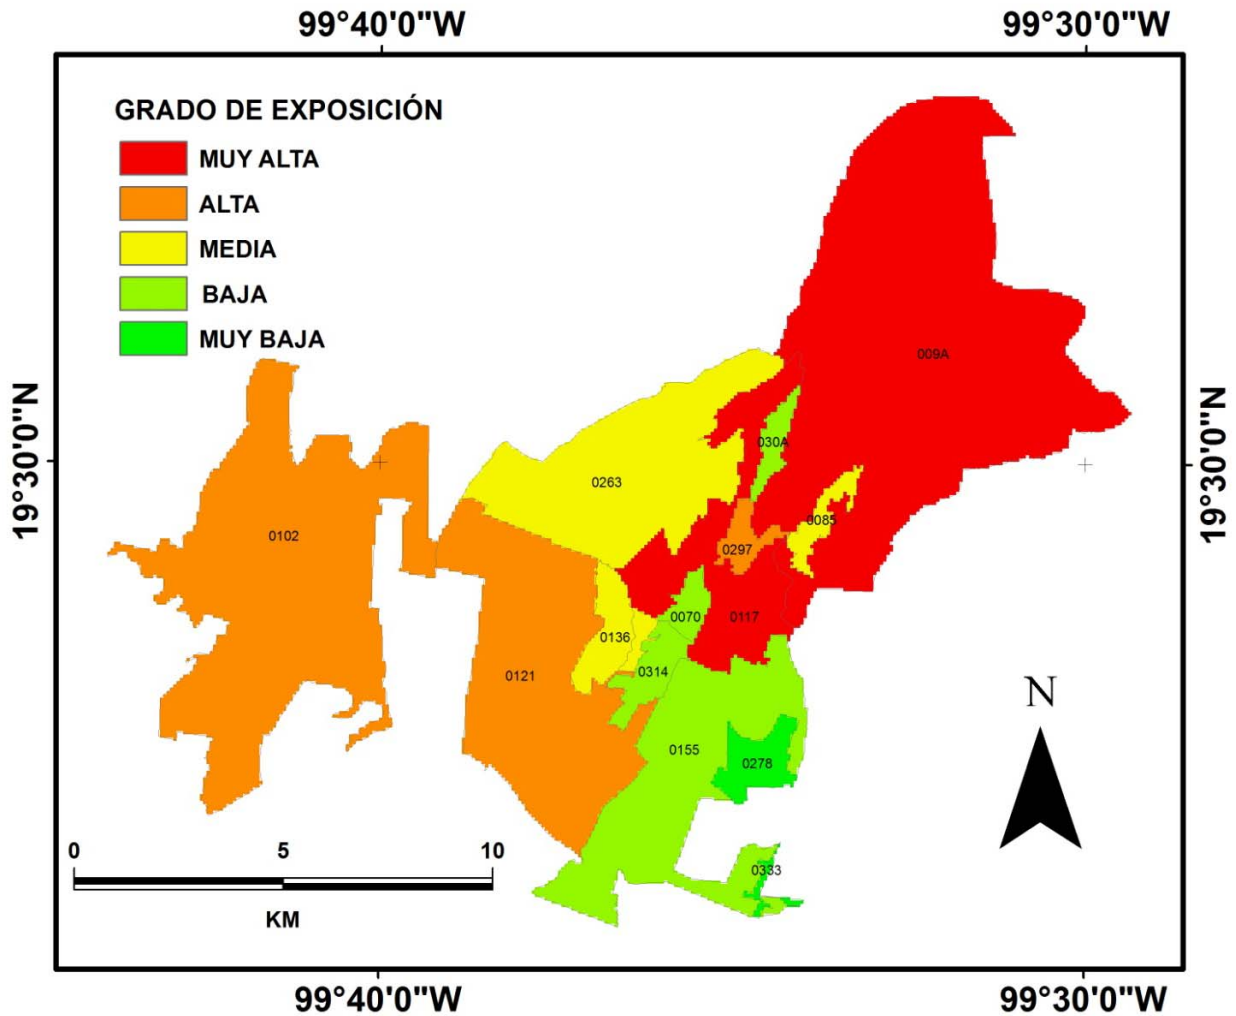 99°40'0"W
99°30'0"W
GRADO DE EXPOSICIÓN
MUY ALTA
ALTA
MEDIA
BAJA
MUY BAJA
19°30'0"N
19°30'0"N
009A
030A
0263
0085
0102
0297
0070
0117
0136
0121
0314
0155
0278
0333
N
0 5 10
KM
99°40'0"W
99°30'0"W